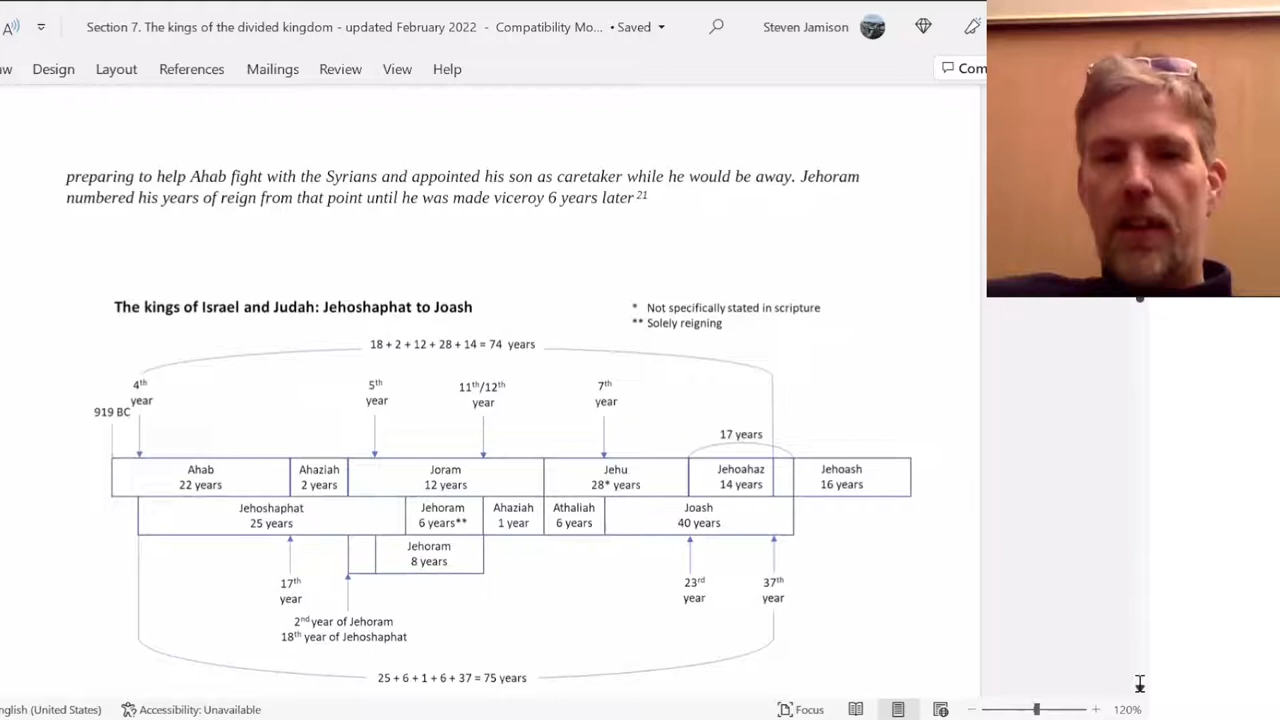 Section 7. The kings of the divided kingdom - updated February 2022 - Compatibility Mo... • Saved
Steven Jamison
Design Layout References Mailings Review View Help
Com
preparing to help Ahab fight with the Syrians and appointed his son as caretaker while he would be away. Jehoram
numbered his years of reign from that point until he was made viceroy 6 years later 21
The kings of Israel and Judah: Jehoshaphat to Joash
* Not specifically stated in scripture
** Solely reigning
18 + 2 + 12 + 28 + 14 = 74 years
4th
year
5th
year
11th/12th
year
7th
year
919 BC
17 years
Ahab
22 years
Ahaziah
2 years
Joram
12 years
Jehu
28* years
Jehoahaz
14 years
Jehoash
16 years
Jehoshaphat
25 years
Jehoram
6 years**
Ahaziah
1 year
Athaliah
6 years
Joash
40 years
Jehoram
8 years
17th
year
23rd
year
37th
year
2nd year of Jehoram
18th year of Jehoshaphat
25 + 6 + 1 + 6 + 37 = 75 years
nglish (United States) Accessibility: Unavailable
Focus
120%